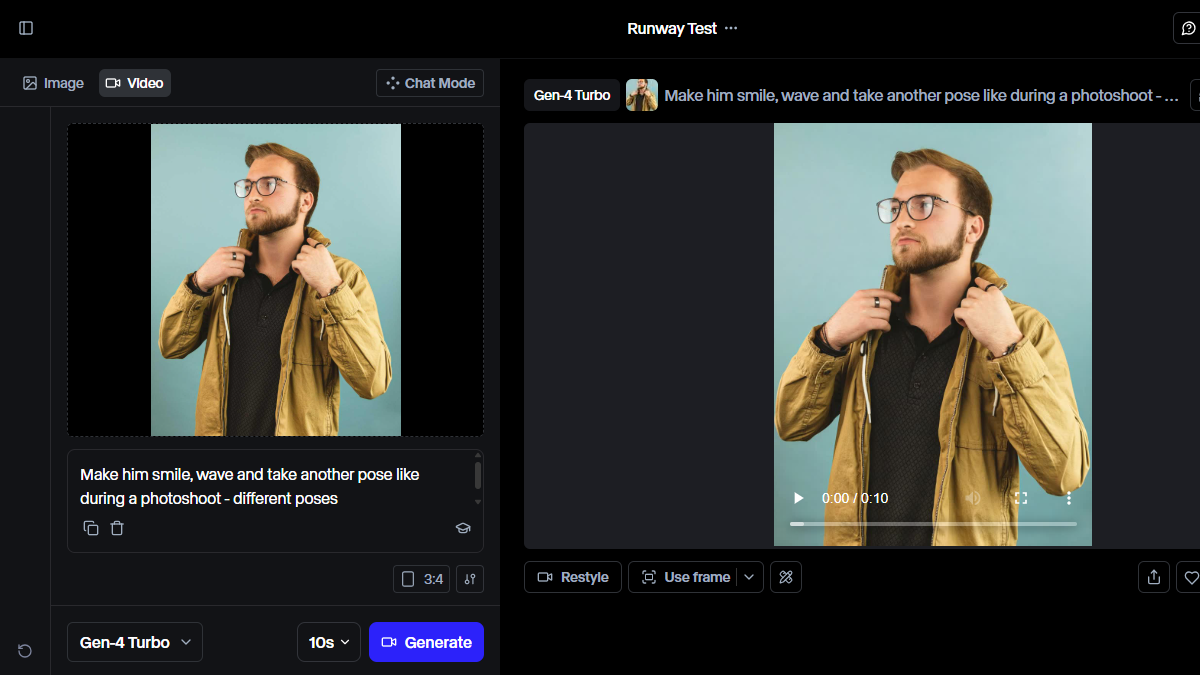 Runway Test ...
Image
Video
Chat Mode
Gen-4 Turbo
Make him smile, wave and take another pose like during a photoshoot - ...
Make him smile, wave and take another pose like
during a photoshoot - different poses
3:4
Gen-4 Turbo
10s
Generate
0:00 / 0:10
Restyle
Use frame